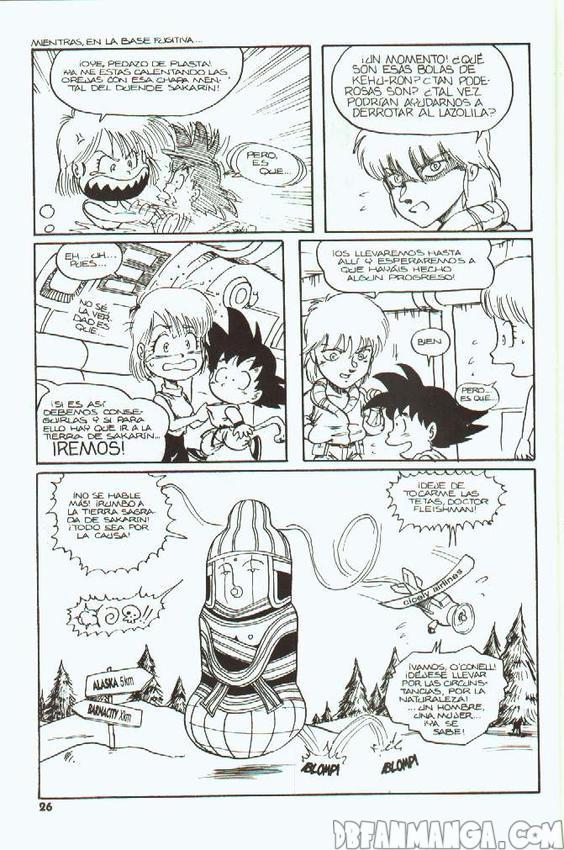 MIENTRAS, EN LA BASE FUGITIVA...
¡OYE, PEDAZO DE PLASTA!
¡YA ME ESTAS CALENTANDO LAS
OREJAS CON ESA CHAPA MEN-
TAL DEL DUENDE SAKARIN!
PERO,
ES
QUE...
¡UN MOMENTO! ¿QUÉ
SON ESAS BOLAS DE
KEHU-RON? ¿TAN PODE-
ROSAS SON? ¿TAL VEZ
PODRÍAN AYUDARNOS A
DERROTAR AL LAZOLILA?
EH... UH...
PUES...
NO SÉ
LA VER-
DAD ES
QUE...
¡SI ES ASÍ
DEBEMOS CONSE-
GUIRLAS Y SI PARA
ELLO HAY QUE IR A LA
TIERRA DE SAKARÍN...
IREMOS!
¡OS LLEVAREMOS HASTA
ALLÍ Y ESPERAREMOS
A QUE HAYÁIS HECHO
ALGÚN PROGRESO!
BIEN
PERO...
ES QUE...
¡NO SE HABLE
MÁS! ¡RUMBO A
LA TIERRA SAGRA-
DA DE SAKARIN!
¡TODO SEA POR
LA CAUSA!
¡DEJE DE
TOCARME LAS
TETAS, DOCTOR
FLEISHMAN!
cicely airlines
¡VAMOS, O'CONELL!
¡DÉJESE LLEVAR
POR LAS CIRCUNS-
TANCIAS, POR LA
NATURALEZA!
...UN HOMBRE,
UNA MUJER...
¡YA SE
SABE!
ALASKA 5km
BARNACITY XXkm
¡BLOMP!
¡BLOMP!
26
DBFANMANGA.COM